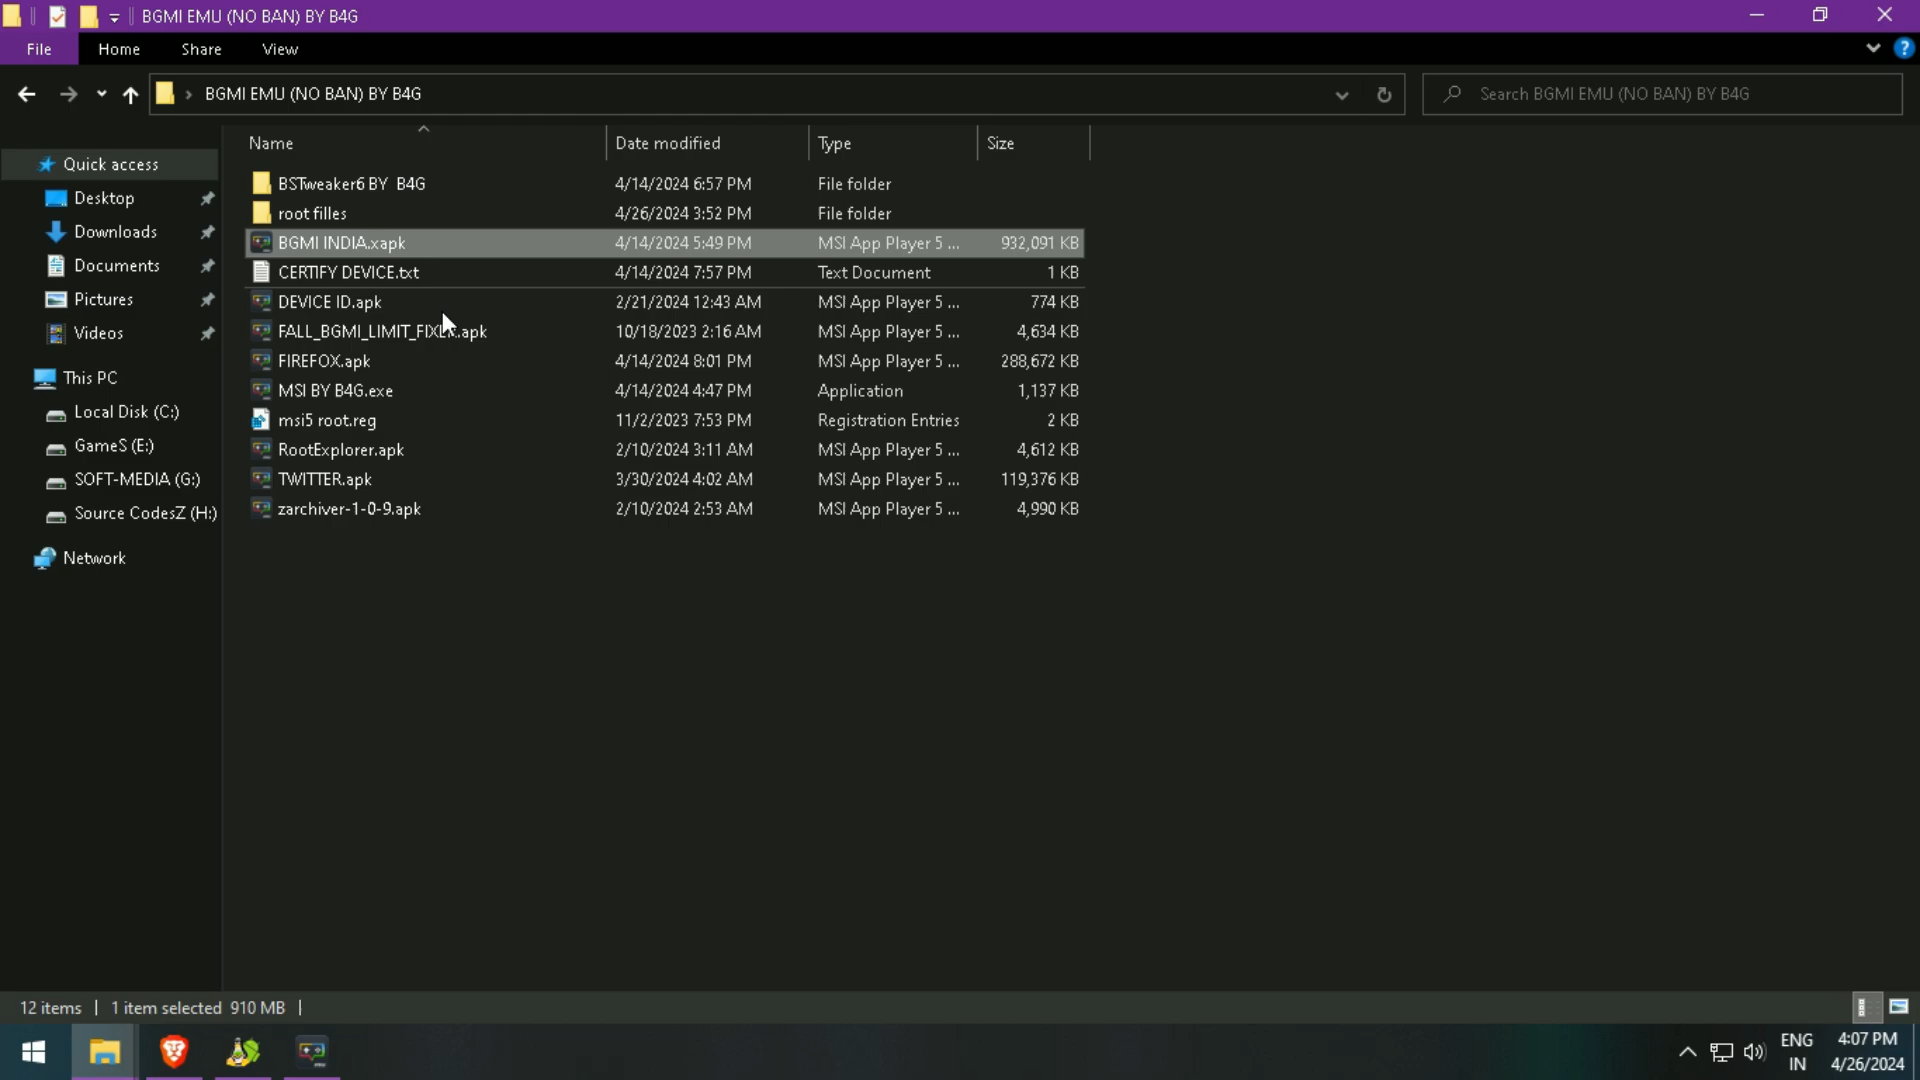 BGMI EMU (NO BAN) BY B4G
File Home Share View
BGMI EMU (NO BAN) BY B4G Search BGMI EMU (NO BAN) BY B4G
Name Date modified Type Size
Quick access
Desktop
Downloads
Documents
Pictures
Videos
This PC
Local Disk (C:)
GameS (E:)
SOFT-MEDIA (G:)
Source CodesZ (H:)
Network
BSTweaker6 BY B4G 4/14/2024 6:57 PM File folder
root filles 4/26/2024 3:52 PM File folder
BGMI INDIA.xapk 4/14/2024 5:49 PM MSI App Player 5 ... 932,091 KB
CERTIFY DEVICE.txt 4/14/2024 7:57 PM Text Document 1 KB
DEVICE ID.apk 2/21/2024 12:43 AM MSI App Player 5 ... 774 KB
FALL_BGMI_LIMIT_FIXER.apk 10/18/2023 2:16 AM MSI App Player 5 ... 4,634 KB
FIREFOX.apk 4/14/2024 8:01 PM MSI App Player 5 ... 288,672 KB
MSI BY B4G.exe 4/14/2024 4:47 PM Application 1,137 KB
msi5 root.reg 11/2/2023 7:53 PM Registration Entries 2 KB
RootExplorer.apk 2/10/2024 3:11 AM MSI App Player 5 ... 4,612 KB
TWITTER.apk 3/30/2024 4:02 AM MSI App Player 5 ... 119,376 KB
zarchiver-1-0-9.apk 2/10/2024 2:53 AM MSI App Player 5 ... 4,990 KB
12 items 1 item selected 910 MB
ENG 4:07 PM
IN 4/26/2024